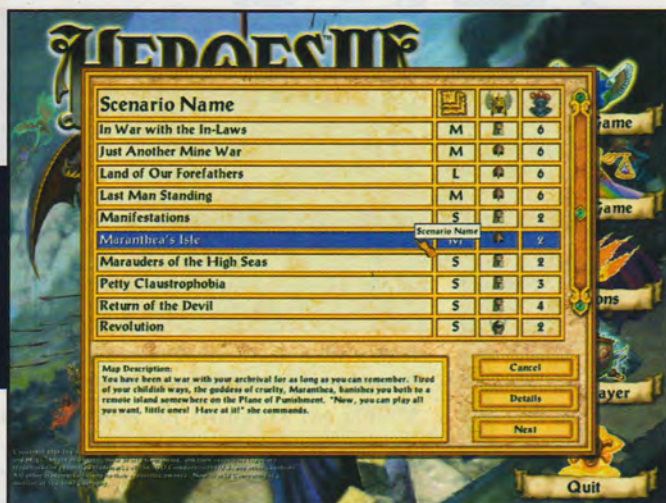 HEROES III
Scenario Name
In War with the In-Laws M 6
Just Another Mine War M 6
Land of Our Forefathers L 6
Last Man Standing M 6
Manifestations S 2
Scenario Name
Maranthea's Isle M 2
Marauders of the High Seas S 2
Petty Claustrophobia S 3
Return of the Devil S 4
Revolution S 2
Map Description:
You have been at war with your archrival for as long as you can remember. Tired
of your childish ways, the goddess of cruelty, Maranthea, banishes you both to a
remote island somewhere on the Plane of Punishment. "Now, you can play all
you want, little ones! Have at it!" she commands.
Cancel
Details
Next
ame
ame
ons
ayer
Quit